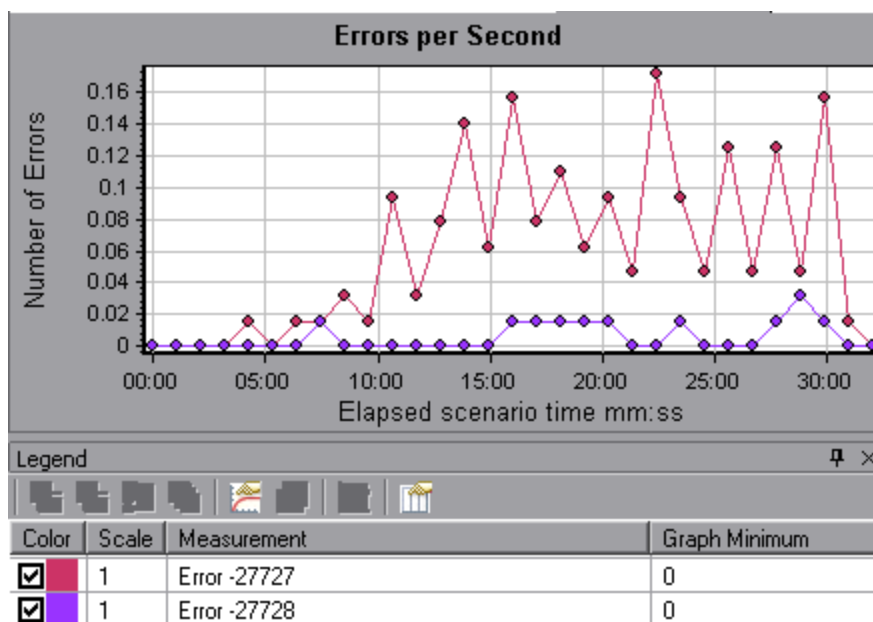 Errors per Second
Number of Errors
0.16
0.14
0.12
0.1
0.08
0.06
0.04
0.02
0
00:00 05:00 10:00 15:00 20:00 25:00 30:00
Elapsed scenario time mm:ss
Legend
Color Scale Measurement Graph Minimum
1 Error -27727 0
1 Error -27728 0